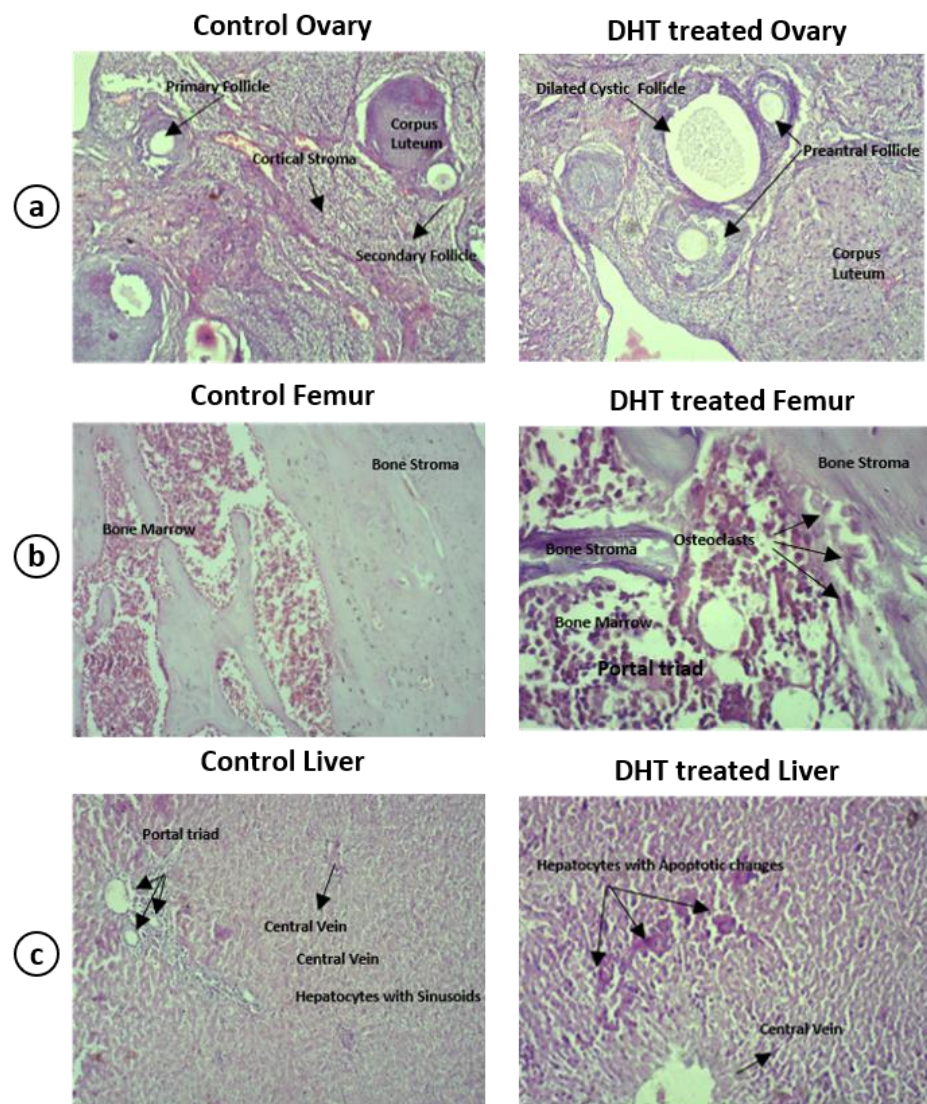 Control Ovary
DHT treated Ovary
a
Primary Follicle
Corpus
Luteum
Cortical Stroma
Secondary Follicle
Dilated Cystic Follicle
Preantral Follicle
Corpus
Luteum
Control Femur
DHT treated Femur
b
Bone Stroma
Bone Marrow
Bone Stroma
Osteoclasts
Bone Stroma
Bone Marrow
Portal triad
Control Liver
DHT treated Liver
c
Portal triad
Central Vein
Central Vein
Hepatocytes with Sinusoids
Hepatocytes with Apoptotic changes
Central Vein